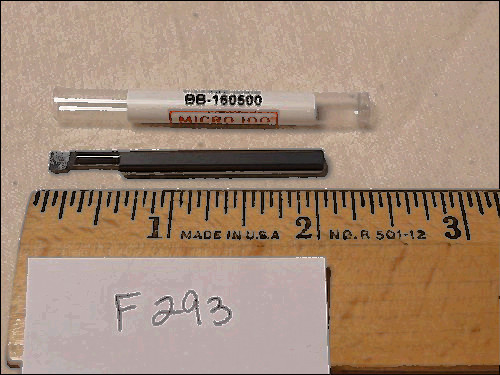 BB-160500
MICRO 100
1 MADE IN U.S.A 2 NO. R 501-12 3
F293